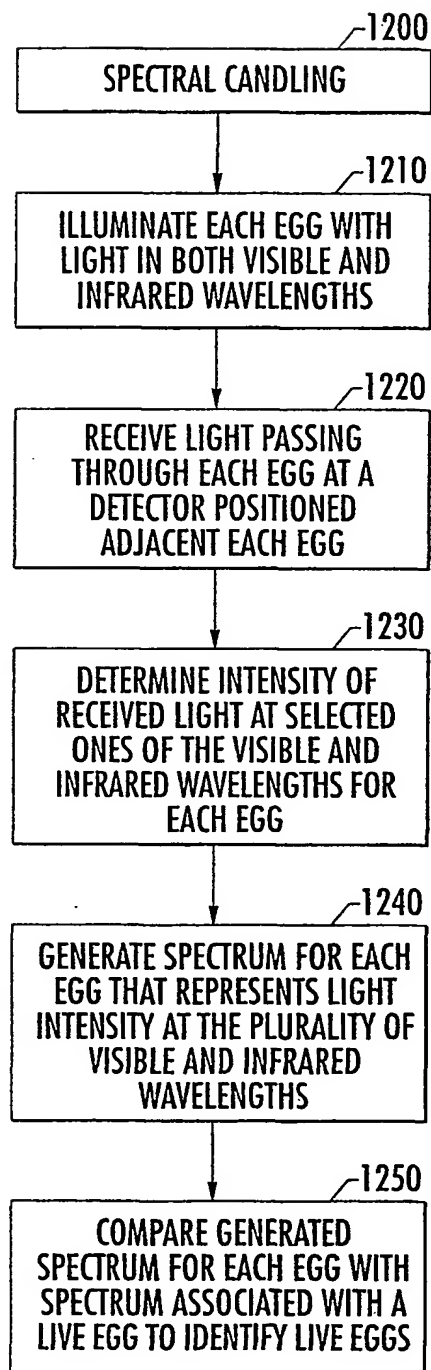 1200
SPECTRAL CANDLING
1210
ILLUMINATE EACH EGG WITH
LIGHT IN BOTH VISIBLE AND
INFRARED WAVELENGTHS
1220
RECEIVE LIGHT PASSING
THROUGH EACH EGG AT A
DETECTOR POSITIONED
ADJACENT EACH EGG
1230
DETERMINE INTENSITY OF
RECEIVED LIGHT AT SELECTED
ONES OF THE VISIBLE AND
INFRARED WAVELENGTHS FOR
EACH EGG
1240
GENERATE SPECTRUM FOR EACH
EGG THAT REPRESENTS LIGHT
INTENSITY AT THE PLURALITY OF
VISIBLE AND INFRARED
WAVELENGTHS
1250
COMPARE GENERATED
SPECTRUM FOR EACH EGG WITH
SPECTRUM ASSOCIATED WITH A
LIVE EGG TO IDENTIFY LIVE EGGS